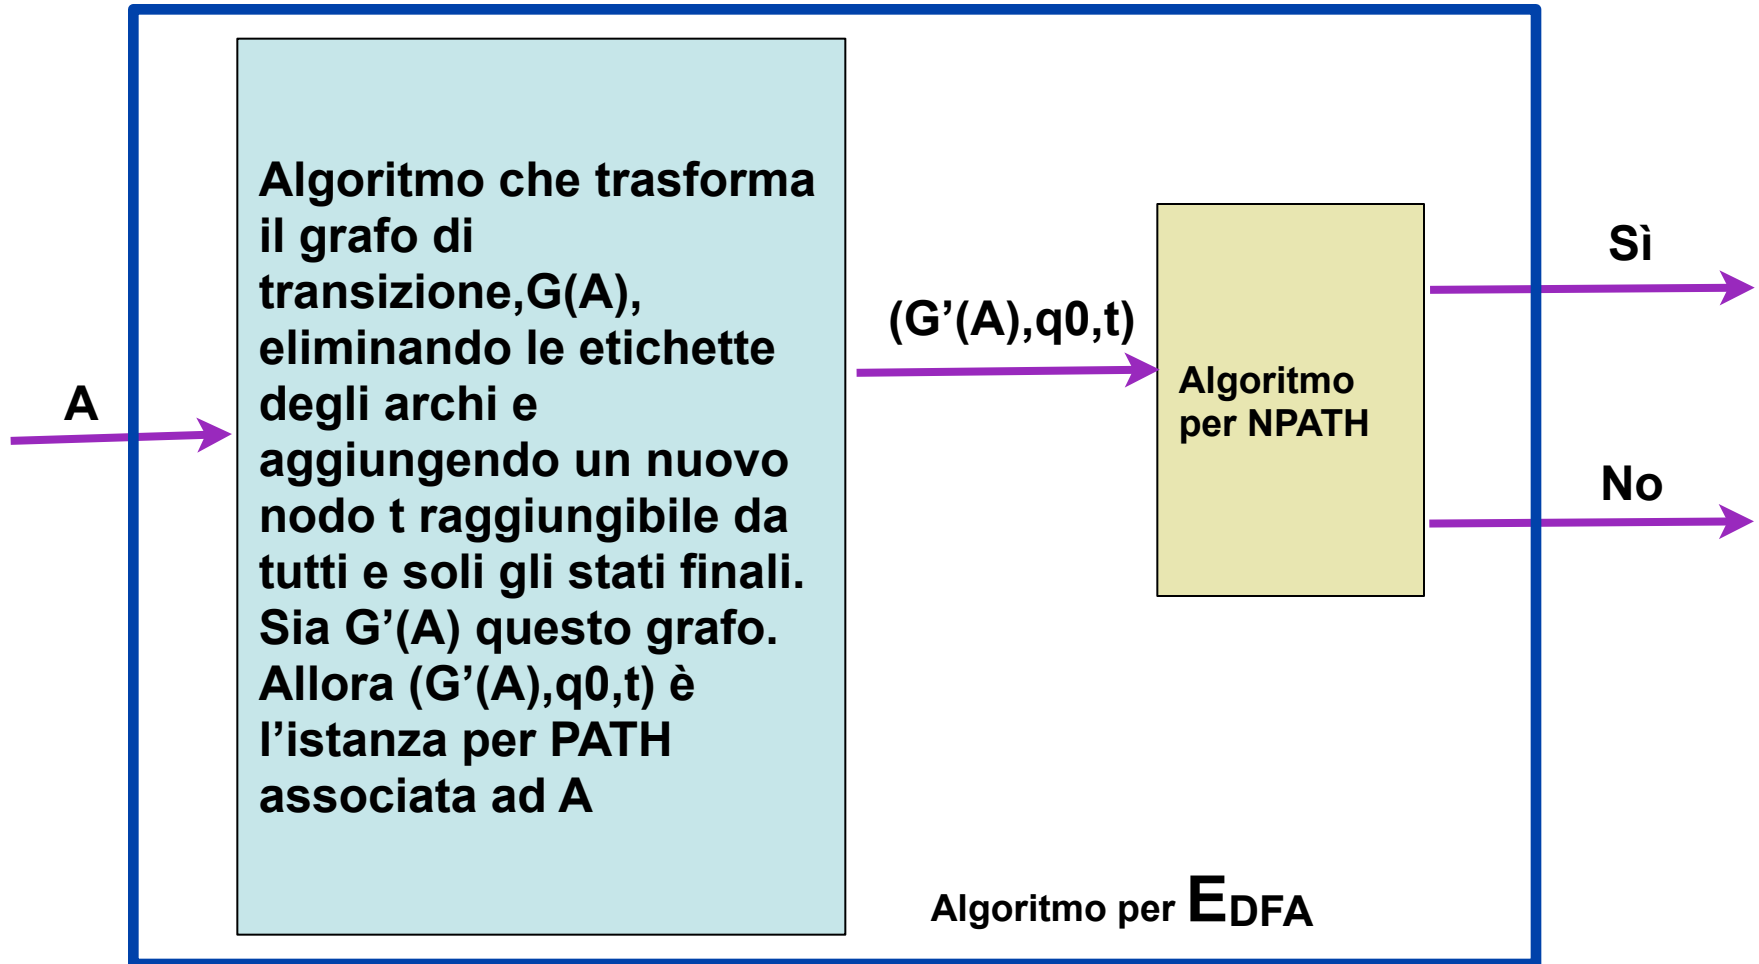 A
Algoritmo che trasforma
il grafo di
transizione,G(A),
eliminando le etichette
degli archi e
aggiungendo un nuovo
nodo t raggiungibile da
tutti e soli gli stati finali.
Sia G’(A) questo grafo.
Allora (G’(A),q0,t) è
l’istanza per PATH
associata ad A
(G’(A),q0,t)
Algoritmo
per NPATH
Sì
No
Algoritmo per EDFA